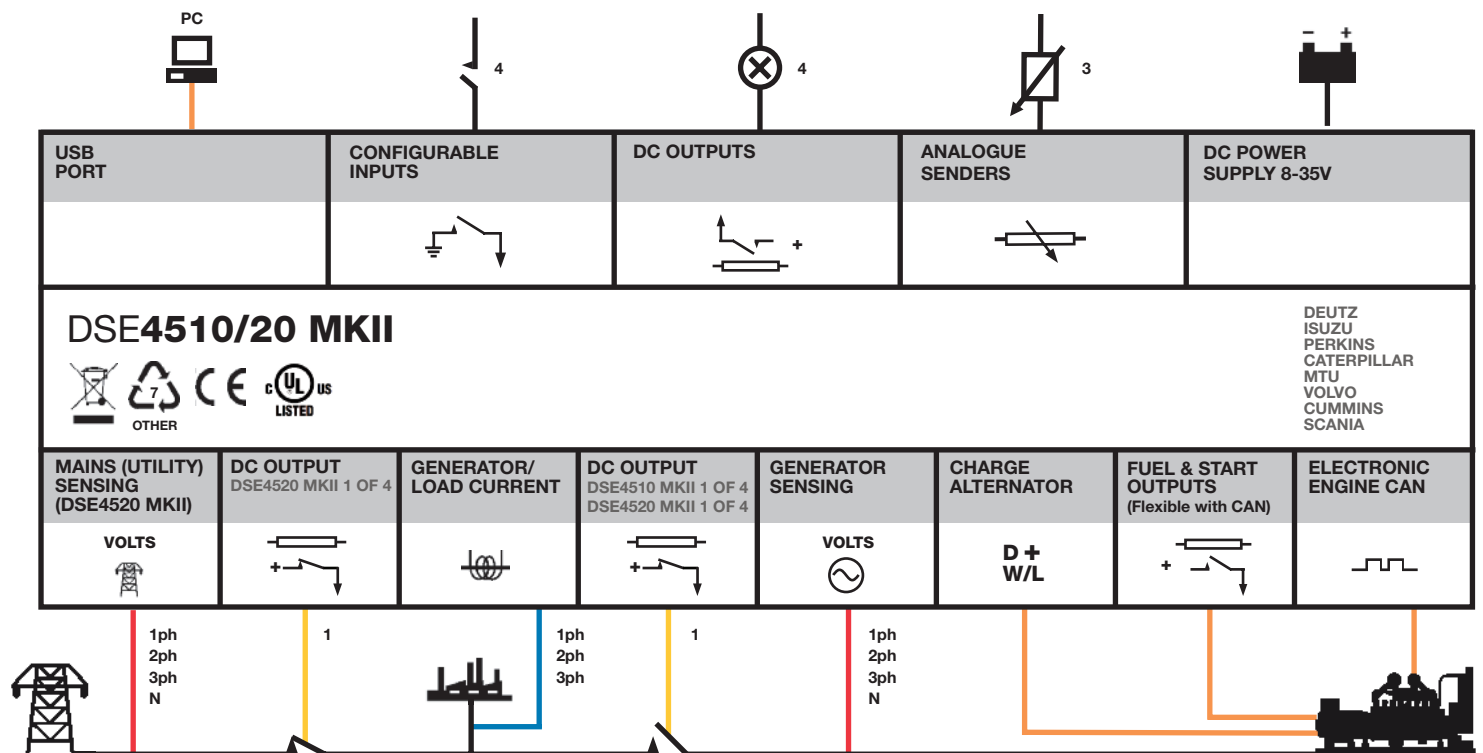 PC
4
4
3
- +
USB
PORT
CONFIGURABLE
INPUTS
DC OUTPUTS
ANALOGUE
SENDERS
DC POWER
SUPPLY 8-35V
+
DSE4510/20 MKII
7
OTHER
CE
c UL us
LISTED
DEUTZ
ISUZU
PERKINS
CATERPILLAR
MTU
VOLVO
CUMMINS
SCANIA
MAINS (UTILITY)
SENSING
(DSE4520 MKII)
VOLTS
DC OUTPUT
DSE4520 MKII 1 OF 4
+
GENERATOR/
LOAD CURRENT
DC OUTPUT
DSE4510 MKII 1 OF 4
DSE4520 MKII 1 OF 4
+
GENERATOR
SENSING
VOLTS
CHARGE
ALTERNATOR
D +
W/L
FUEL & START
OUTPUTS
(Flexible with CAN)
+
ELECTRONIC
ENGINE CAN
1ph
2ph
3ph
N
1
1ph
2ph
3ph
1
1ph
2ph
3ph
N